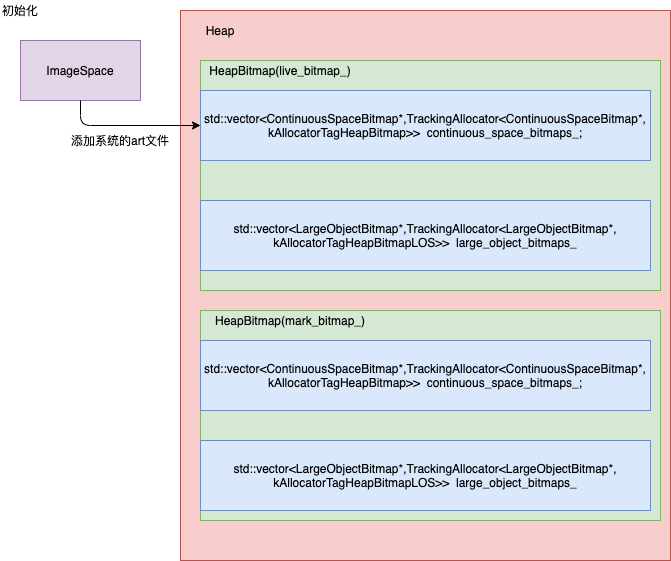 初始化
Heap
ImageSpace
HeapBitmap(live_bitmap_)
std::vector<ContinuousSpaceBitmap*,TrackingAllocator<ContinuousSpaceBitmap*,
kAllocatorTagHeapBitmap>> continuous_space_bitmaps_;
添加系统的art文件
std::vector<LargeObjectBitmap*,TrackingAllocator<LargeObjectBitmap*,
kAllocatorTagHeapBitmapLOS>> large_object_bitmaps_
HeapBitmap(mark_bitmap_)
std::vector<ContinuousSpaceBitmap*,TrackingAllocator<ContinuousSpaceBitmap*,
kAllocatorTagHeapBitmap>> continuous_space_bitmaps_;
std::vector<LargeObjectBitmap*,TrackingAllocator<LargeObjectBitmap*,
kAllocatorTagHeapBitmapLOS>> large_object_bitmaps_